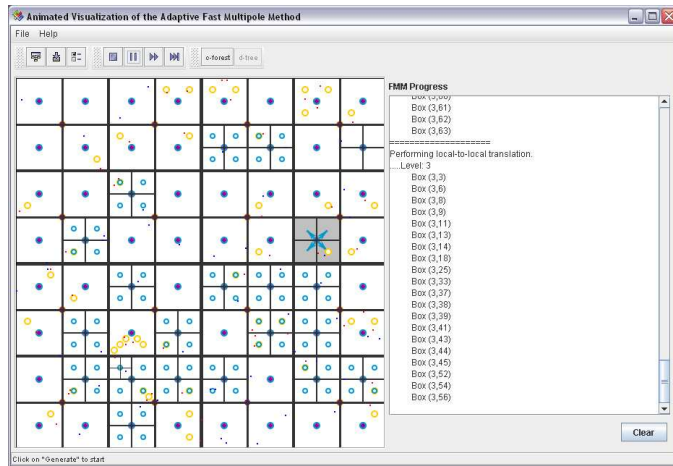 Animated Visualization of the Adaptive Fast Multipole Method
File Help
c-forest d-tree
FMM Progress
Box (3,60)
Box (3,61)
Box (3,62)
Box (3,63)
====================
Performing local-to-local translation.
....Level: 3
Box (3,3)
Box (3,6)
Box (3,8)
Box (3,9)
Box (3,11)
Box (3,13)
Box (3,14)
Box (3,18)
Box (3,25)
Box (3,33)
Box (3,37)
Box (3,38)
Box (3,39)
Box (3,41)
Box (3,43)
Box (3,44)
Box (3,45)
Box (3,52)
Box (3,54)
Box (3,56)
Clear
Click on "Generate" to start